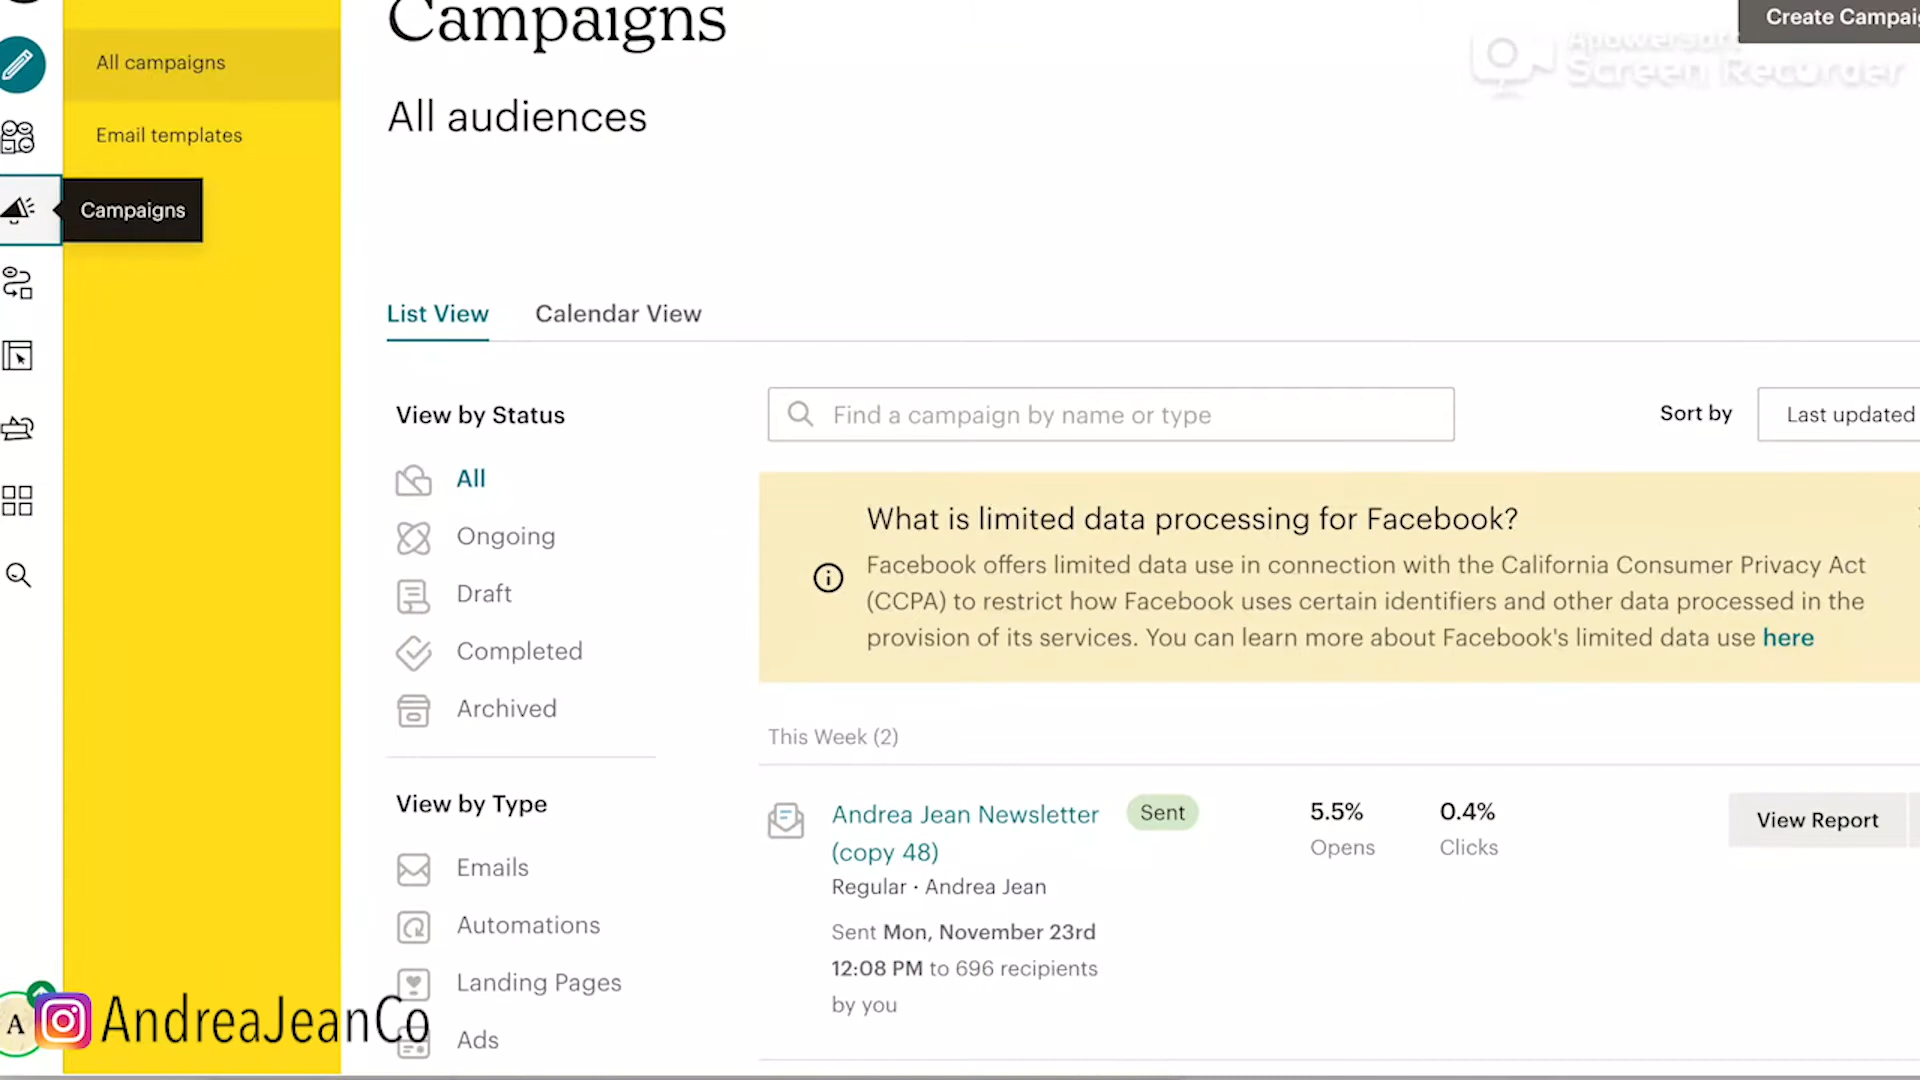 Campaigns
Create Campai
Apowersoft
Screen Recorder
All campaigns
All audiences
Email templates
Campaigns
List View
Calendar View
View by Status
Find a campaign by name or type
Sort by
Last updated
All
Ongoing
Draft
Completed
Archived
What is limited data processing for Facebook?
Facebook offers limited data use in connection with the California Consumer Privacy Act
(CCPA) to restrict how Facebook uses certain identifiers and other data processed in the
provision of its services. You can learn more about Facebook's limited data use here
This Week (2)
View by Type
Emails
Automations
Landing Pages
Ads
Andrea Jean Newsletter
(copy 48)
Sent
5.5%
Opens
0.4%
Clicks
View Report
Regular · Andrea Jean
Sent Mon, November 23rd
12:08 PM to 696 recipients
by you
A
AndreaJeanCo